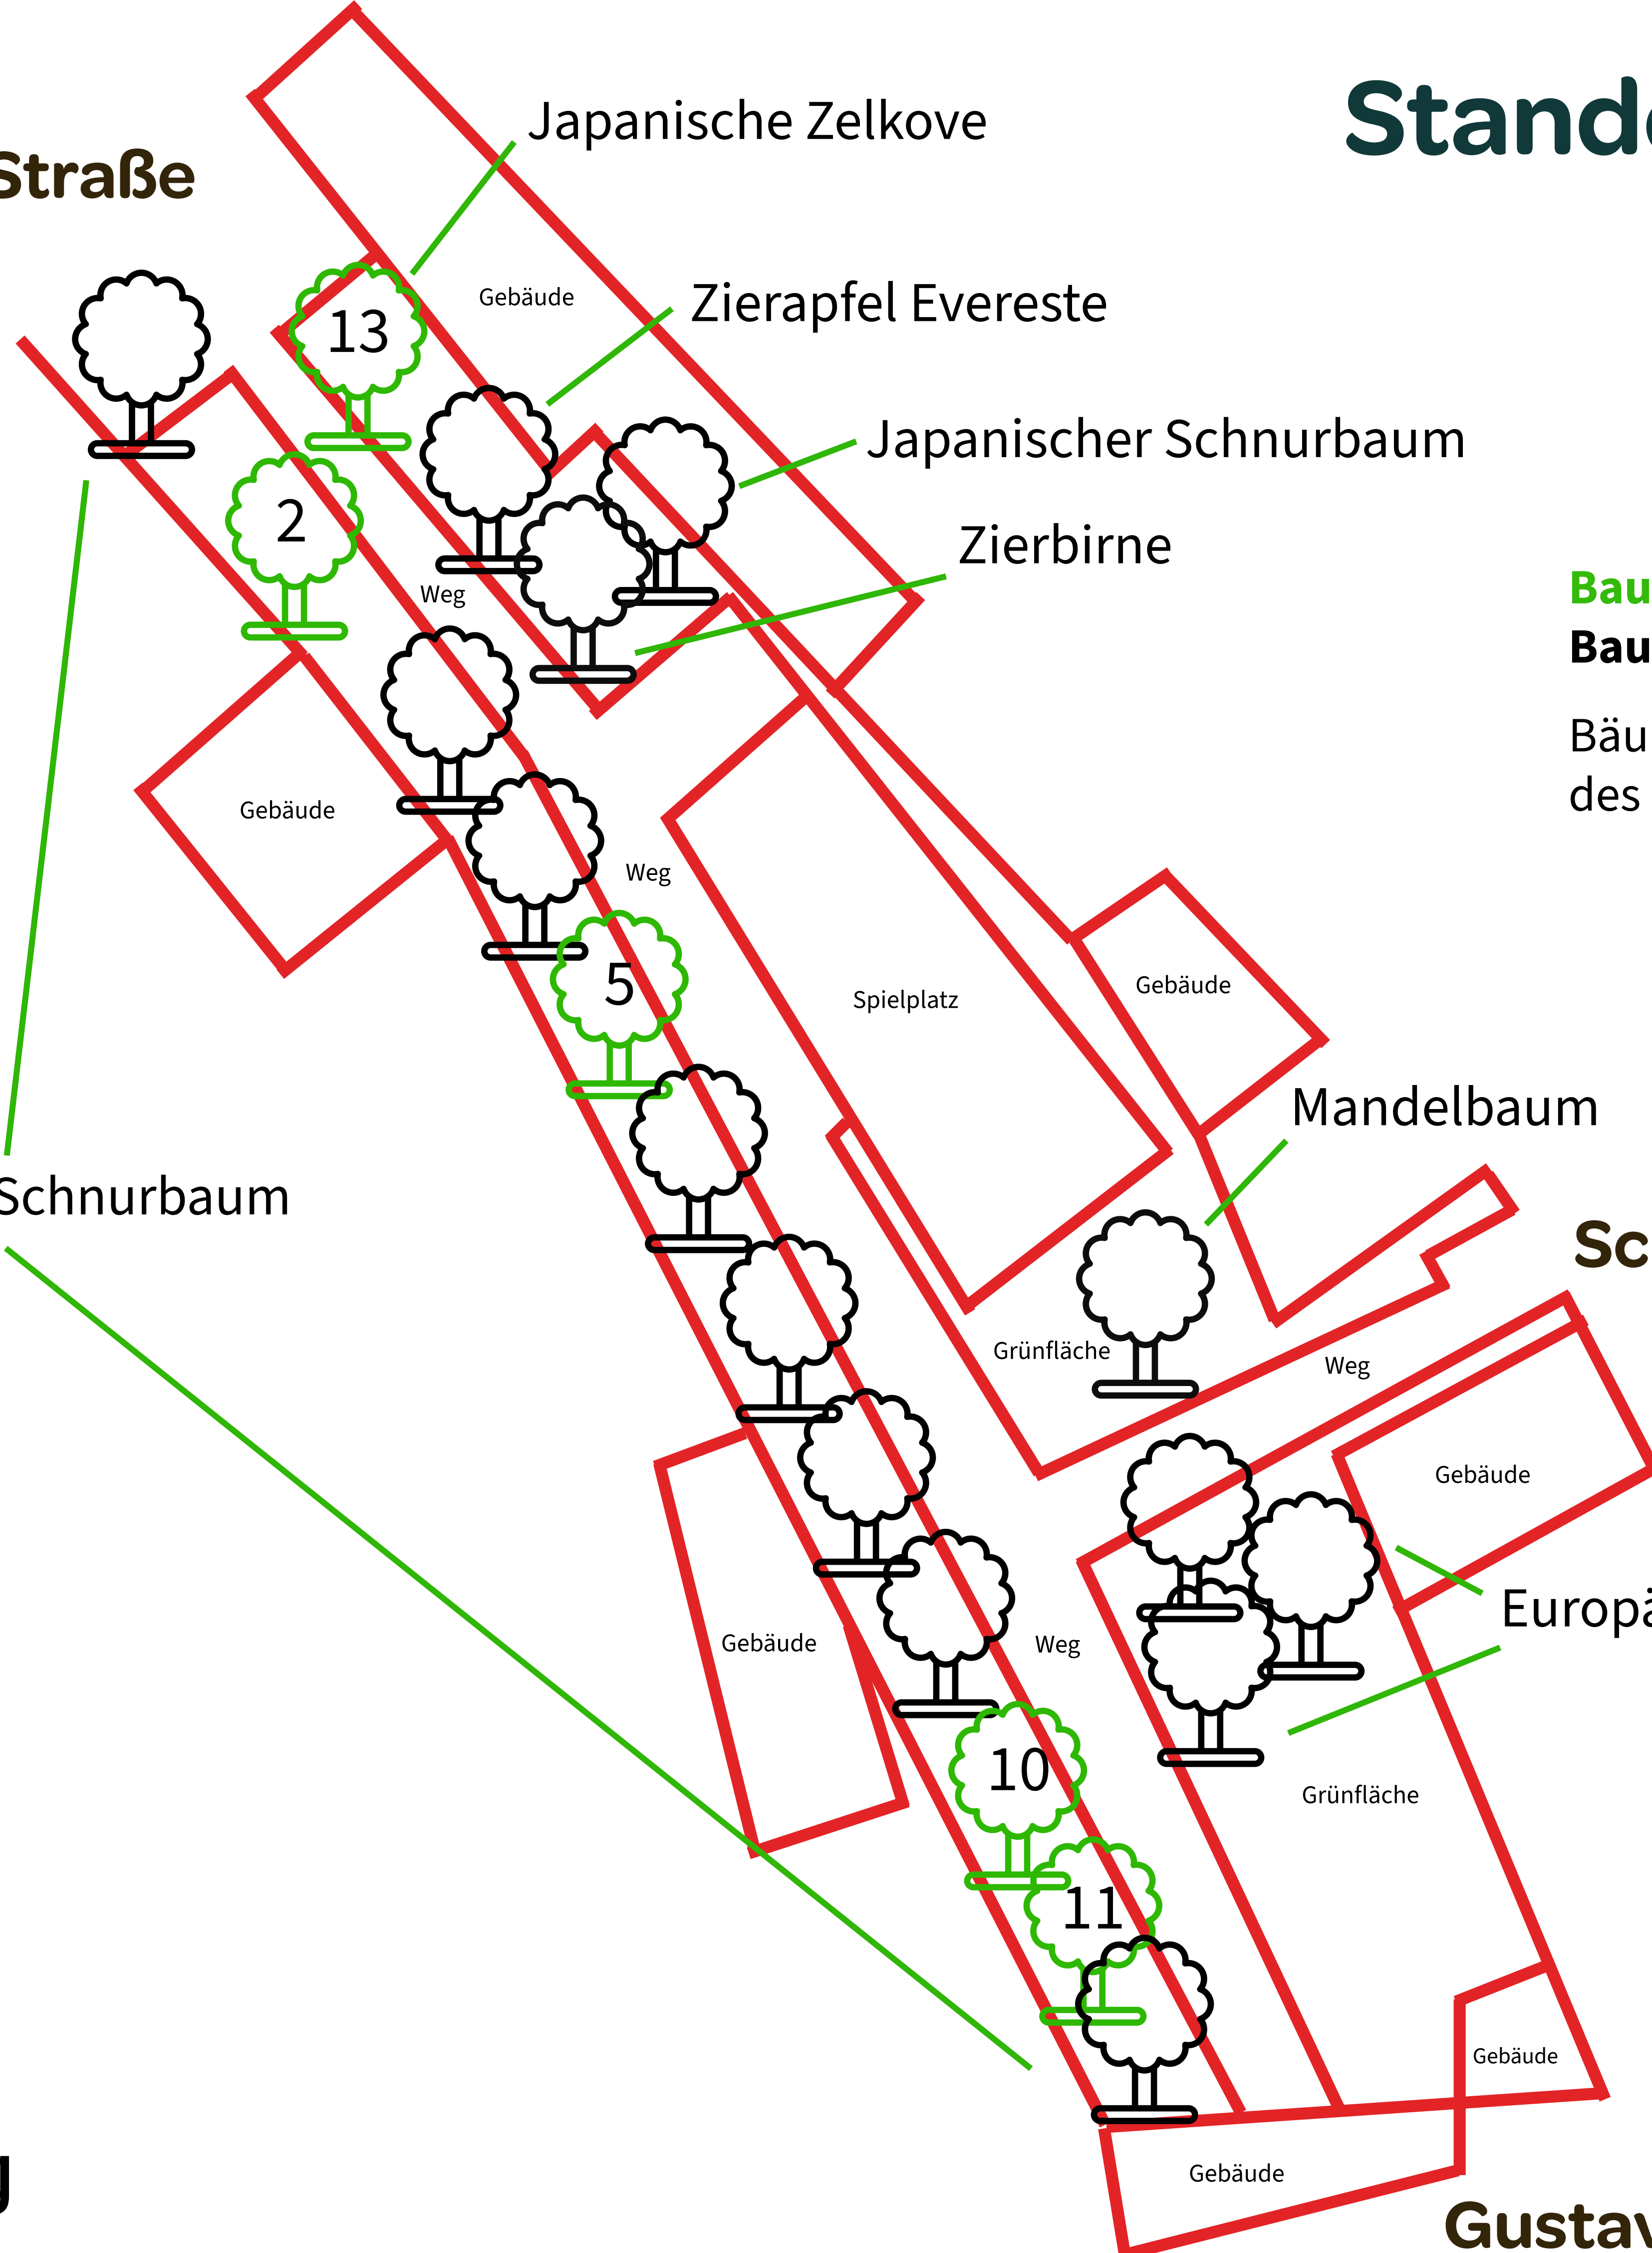 Stand
Japanische Zelkove
Straße
Gebäude
Zierapfel Evereste
13
Japanischer Schnurbaum
2
Zierbirne
Bau
Weg
Bau
Bäu
des
Gebäude
Weg
5
Spielplatz
Gebäude
Mandelbaum
Schnurbaum
Sc
Grünfläche
Weg
Gebäude
Europä
Gebäude
Weg
10
Grünfläche
11
Gebäude
Gebäude
Gustav